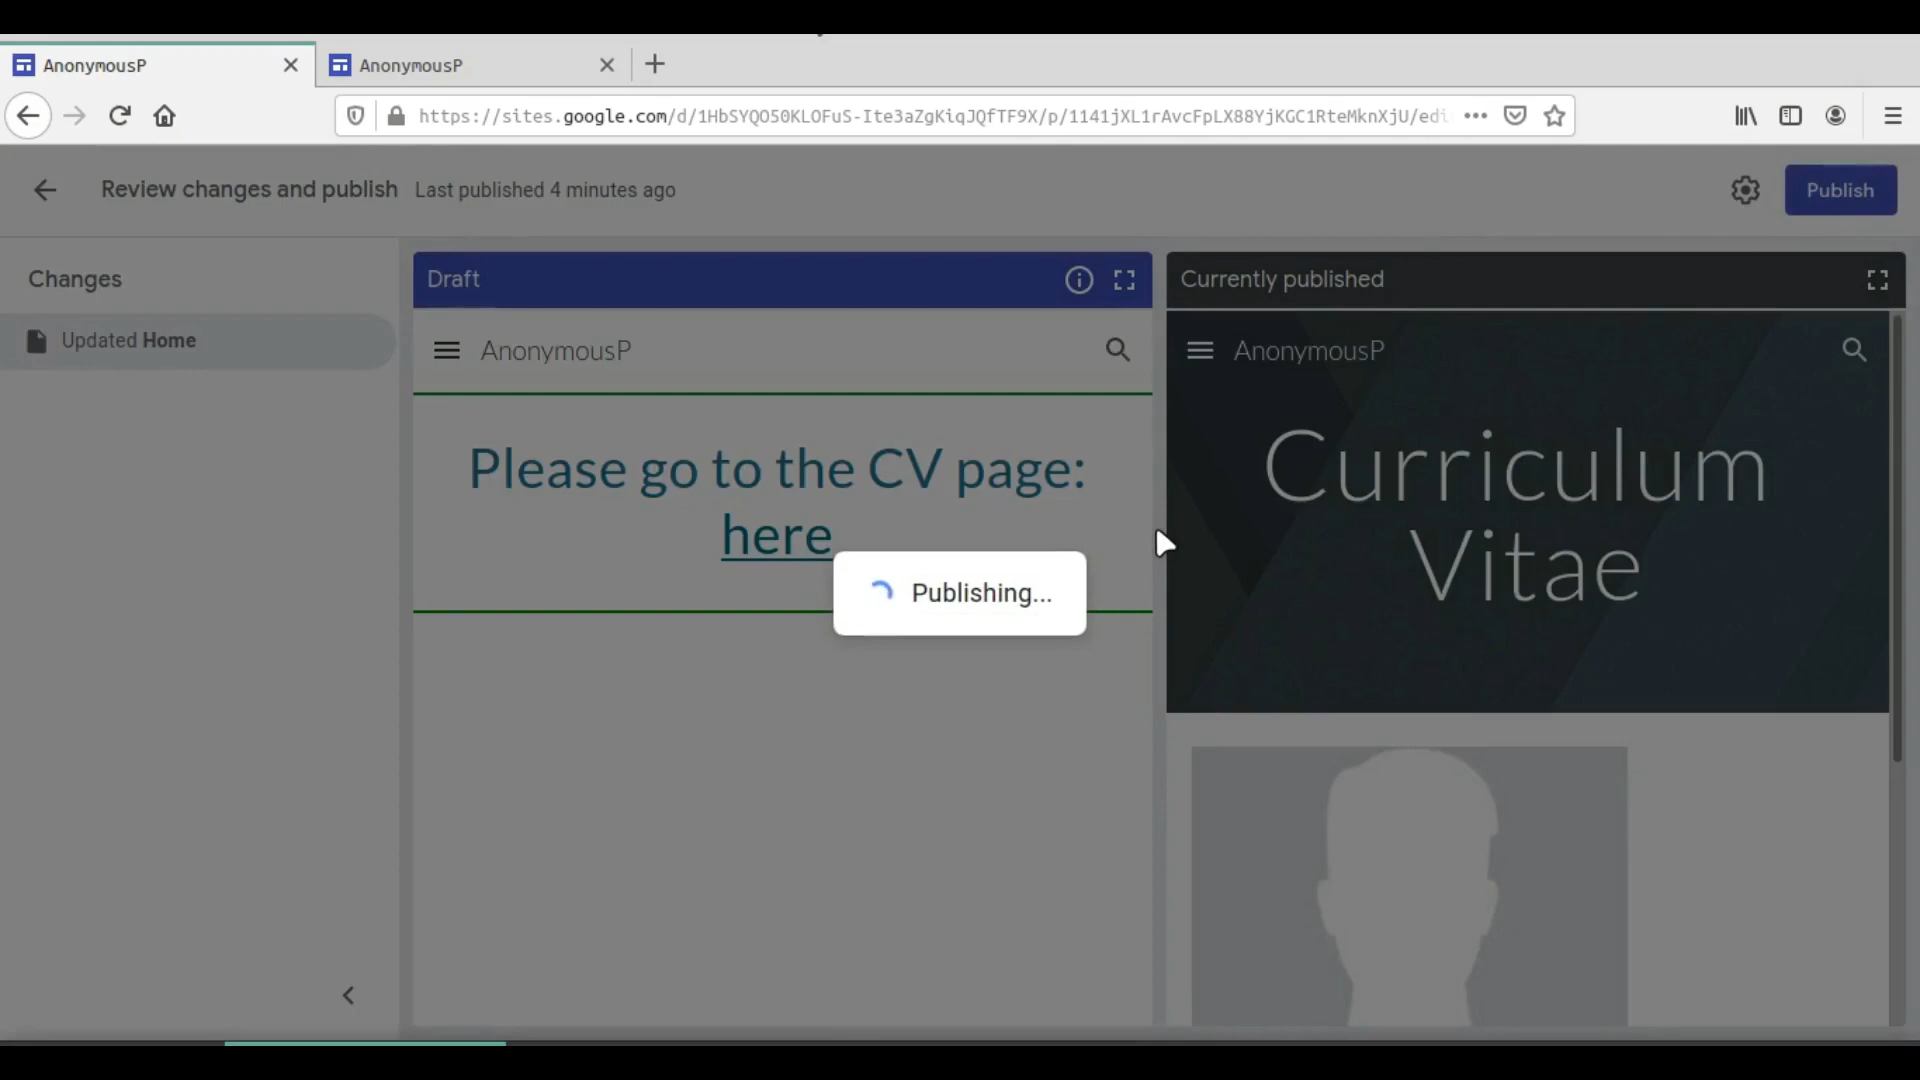 AnonymousP
AnonymousP
https://sites.google.com/d/1HbSYQO50KLOFuS-Ite3aZgKiqJQfTF9X/p/1141jXL1rAvcFpLX88YjKGC1RteMknXjU/edi
Review changes and publish Last published 4 minutes ago
Publish
Changes
Draft
Currently published
Updated Home
AnonymousP
AnonymousP
Please go to the CV page:
here
Curriculum
Vitae
Publishing...